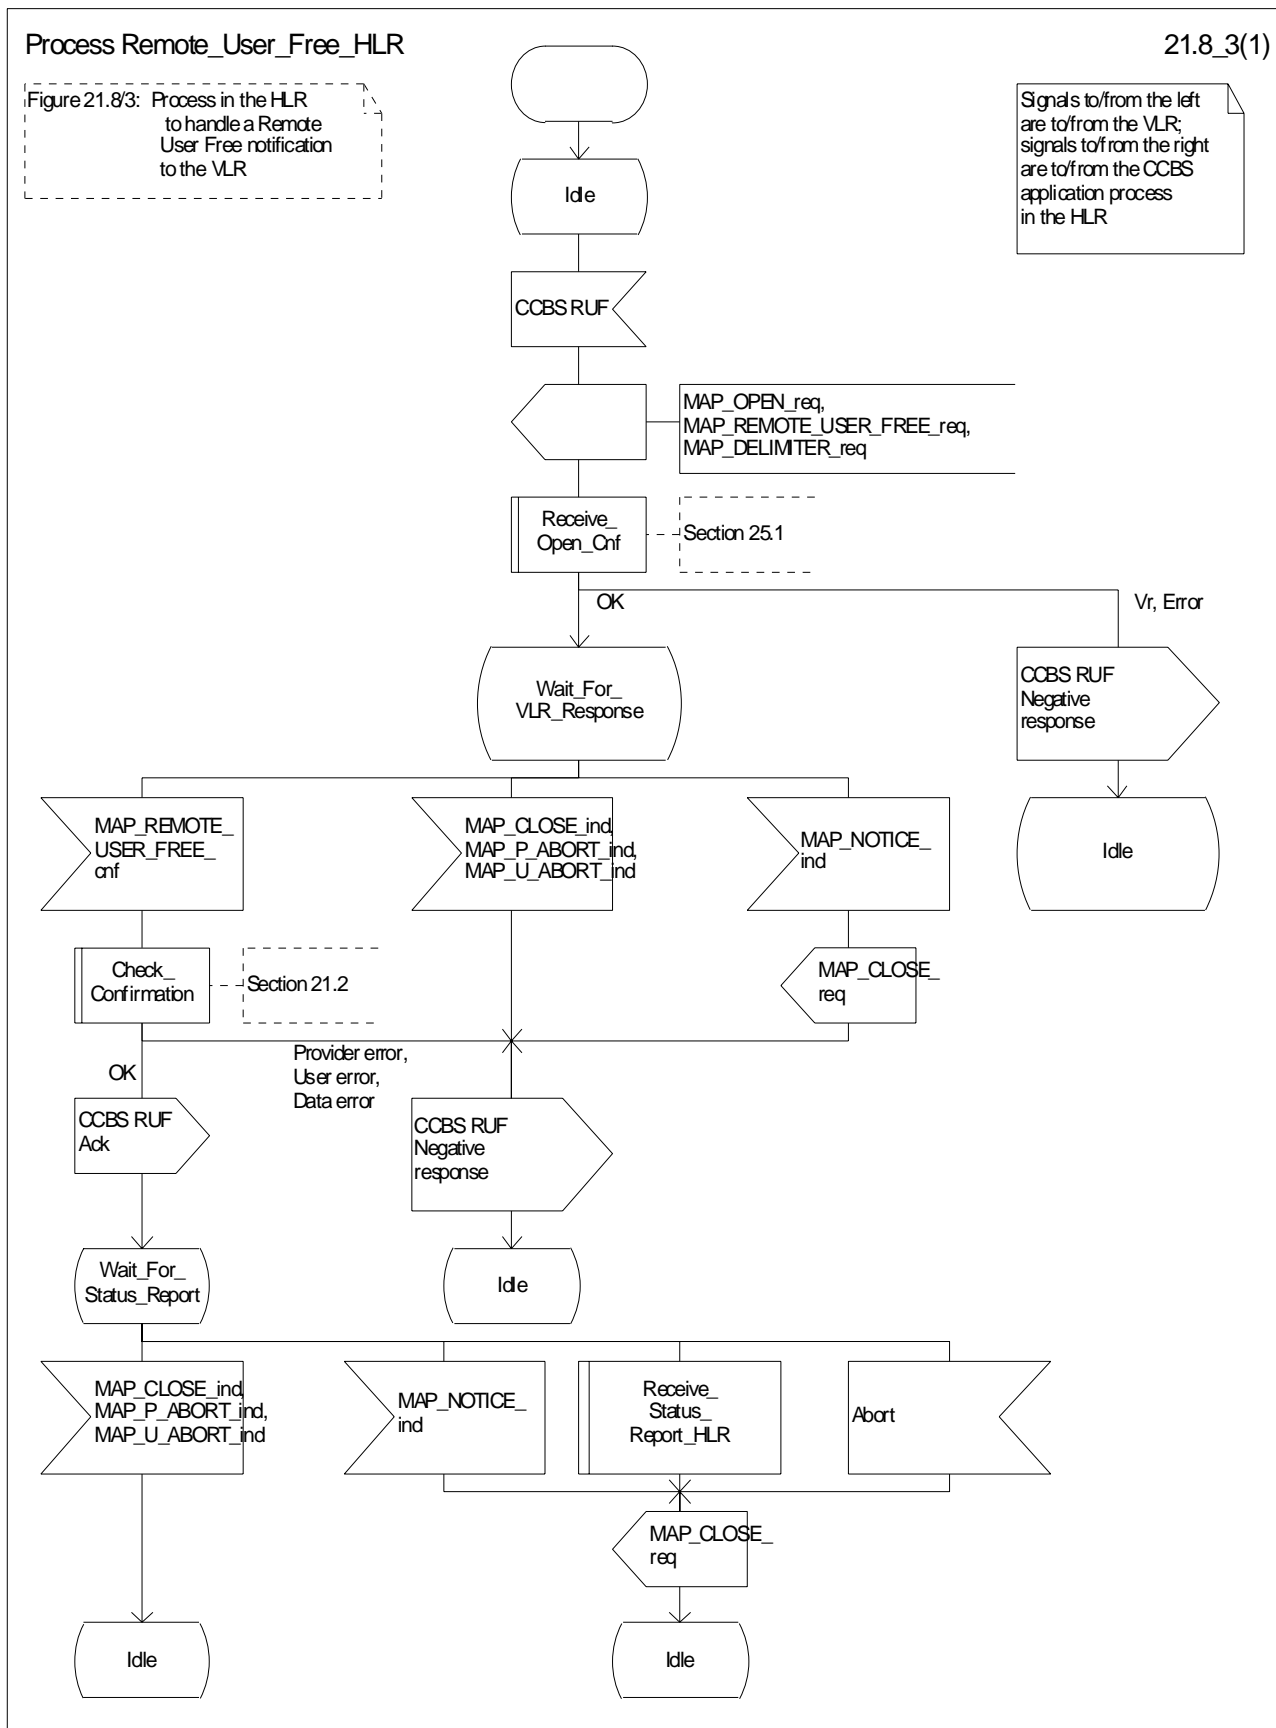 Process Remote_User_Free_HLR
21.8_3(1)
Figure 21.8/3: Process in the HLR
to handle a Remote
User Free notification
to the VLR
Signals to/from the left
are to/from the VLR;
signals to/from the right
are to/from the CCBS
application process
in the HLR
Idle
CCBS RUF
MAP_OPEN_req,
MAP_REMOTE_USER_FREE_req,
MAP_DELIMITER_req
Receive_
Open_Cnf
Section 25.1
OK
Vr, Error
Wait_For_
VLR_Response
CCBS RUF
Negative
response
MAP_REMOTE_
USER_FREE_
cnf
MAP_CLOSE_ind,
MAP_P_ABORT_ind,
MAP_U_ABORT_ind
MAP_NOTICE_
ind
Idle
Check_
Confirmation
Section 21.2
MAP_CLOSE_
req
Provider error,
User error,
Data error
OK
CCBS RUF
Ack
CCBS RUF
Negative
response
Wait_For_
Status_Report
Idle
MAP_CLOSE_ind,
MAP_P_ABORT_ind,
MAP_U_ABORT_ind
MAP_NOTICE_
ind
Receive_
Status_
Report_HLR
Abort
MAP_CLOSE_
req
Idle
Idle